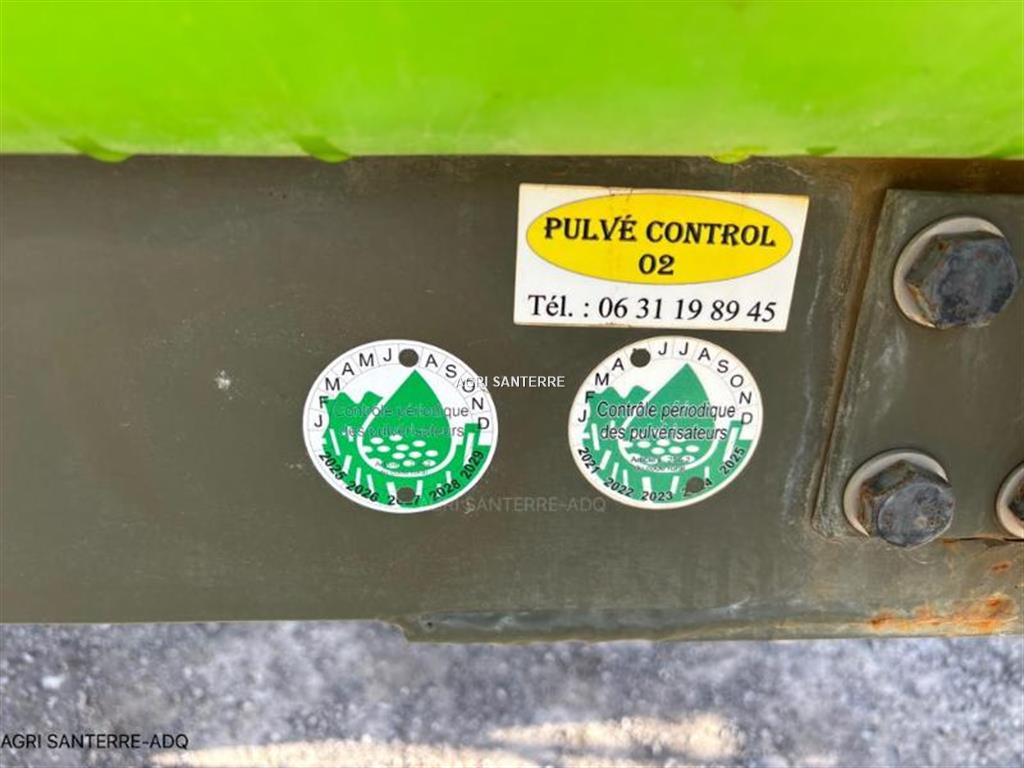 PULVÉ CONTROL
02
Tél. : 06 31 19 89 45
J F M A M J A S O N D
Contrôle périodique
des pulvérisateurs
2025 2026 2028 2029
J F M A J J A S O N D
Contrôle périodique
des pulvérisateurs
2021 2022 2023 2025
AGRI SANTERRE
AGRI SANTERRE-ADQ
AGRI SANTERRE-ADQ